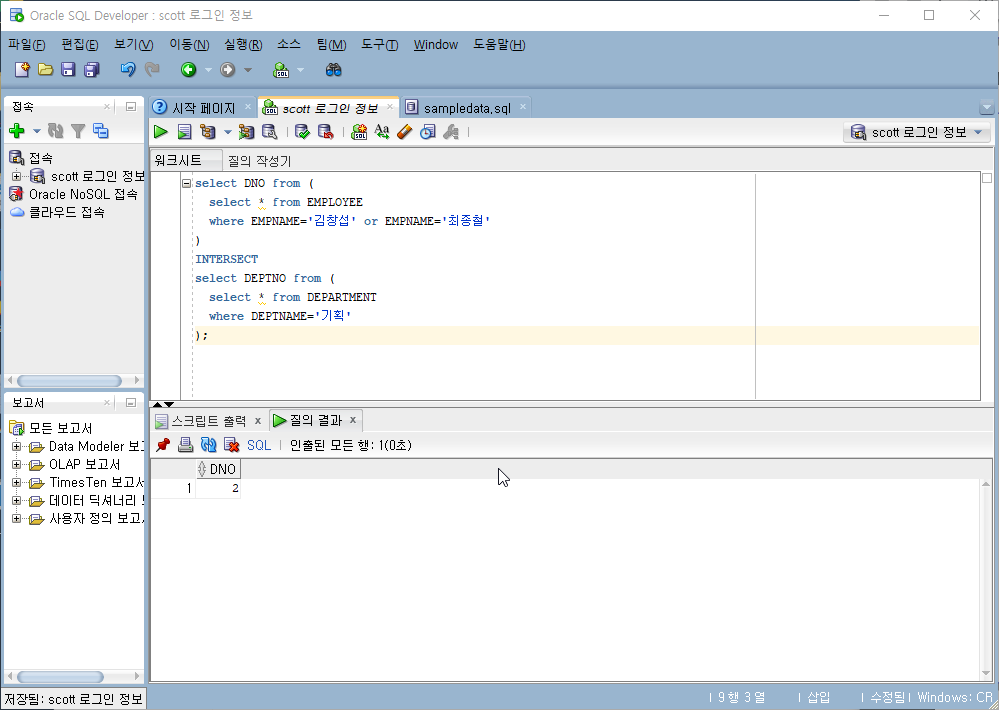 Oracle SQL Developer : scott 로그인 정보
파일(F) 편집(E) 보기(V) 이동(N) 실행(R) 소스 팀(M) 도구(T) Window 도움말(H)
접속
시작 페이지 scott 로그인 정보 sampledata.sql
scott 로그인 정보
워크시트 질의 작성기
접속
scott 로그인 정보
Oracle NoSQL 접속
클라우드 접속
select DNO from (
select * from EMPLOYEE
where EMPNAME='김창섭' or EMPNAME='최종철'
)
INTERSECT
select DEPTNO from (
select * from DEPARTMENT
where DEPTNAME='기획'
);
보고서
모든 보고서
Data Modeler 보
OLAP 보고서
TimesTen 보고서
데이터 딕셔너리
사용자 정의 보고
스크립트 출력 x 질의 결과 x
SQL | 인출된 모든 행: 1(0초)
DNO
1 2
저장됨: scott 로그인 정보
| 9 행 3 열 | 삽입 | 수정됨 | Windows: CR